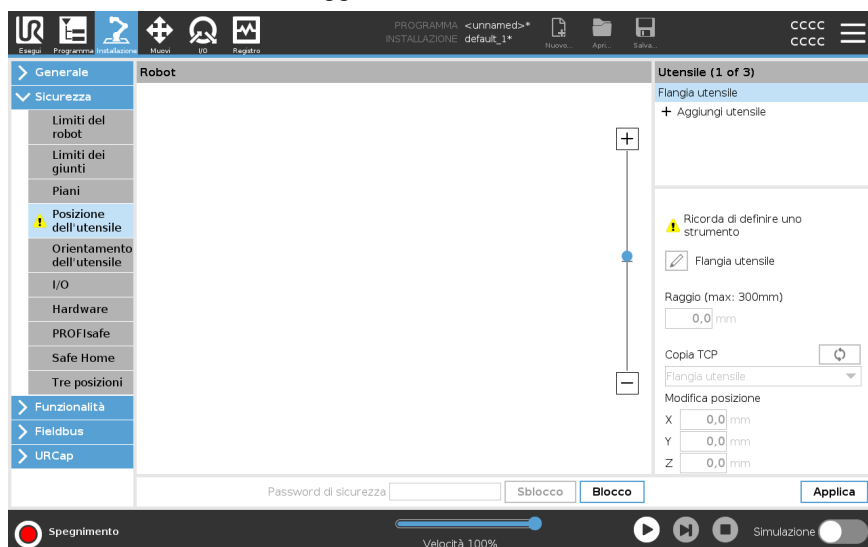 PROGRAMMA <unnamed>*
INSTALLAZIONE default_1*
Esegui
Programma
Installazione
Muovi
I/O
Registro
Nuovo...
Apri...
Salva...
cccc
cccc
Generale
Sicurezza
Limiti del
robot
Limiti dei
giunti
Piani
Posizione
dell'utensile
Orientamento
dell'utensile
I/O
Hardware
PROFIsafe
Safe Home
Tre posizioni
Funzionalità
Fieldbus
URCap
Robot
+
−
Utensile (1 of 3)
Flangia utensile
+ Aggiungi utensile
Ricorda di definire uno
strumento
Flangia utensile
Raggio (max: 300mm)
0,0 mm
Copia TCP
Flangia utensile
Modifica posizione
X 0,0 mm
Y 0,0 mm
Z 0,0 mm
Password di sicurezza
Sblocco
Blocco
Applica
Spegnimento
Velocità 100%
Simulazione